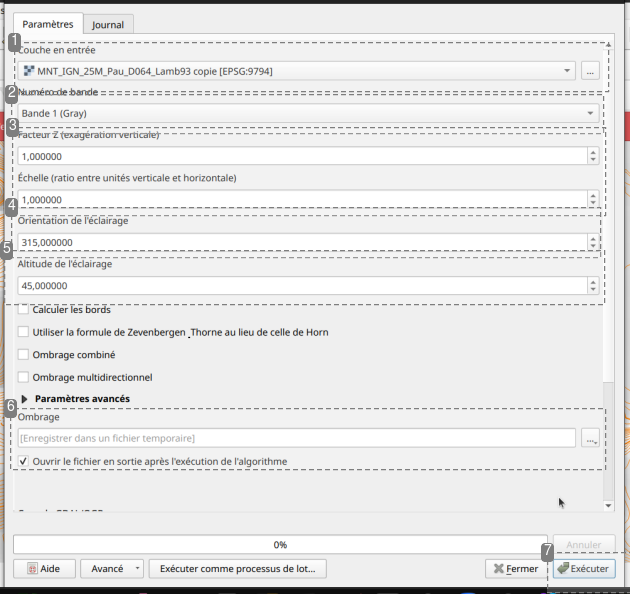 Paramètres
Journal
1
Couche en entrée
MNT_IGN_25M_Pau_D064_Lamb93 copie [EPSG:9794]
...
2
Numéro de bande
Bande 1 (Gray)
3
Facteur Z (exagération verticale)
1,000000
Échelle (ratio entre unités verticale et horizontale)
1,000000
4
Orientation de l'éclairage
315,000000
5
Altitude de l'éclairage
45,000000
Calculer les bords
Utiliser la formule de Zevenbergen_Thorne au lieu de celle de Horn
Ombrage combiné
Ombrage multidirectionnel
Paramètres avancés
6
Ombrage
[Enregistrer dans un fichier temporaire]
...
Ouvrir le fichier en sortie après l'exécution de l'algorithme
0%
7
Annuler
Aide
Avancé
Exécuter comme processus de lot...
Fermer
Exécuter